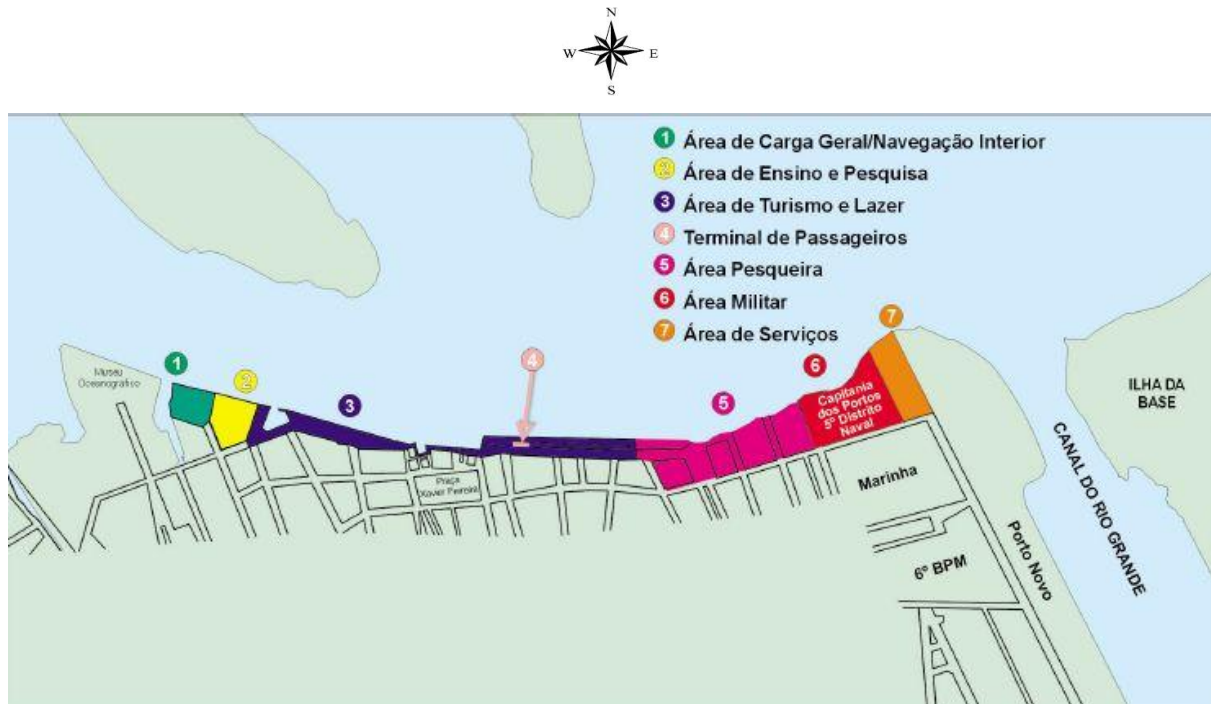 N
W E
S
1 Área de Carga Geral/Navegação Interior
2 Área de Ensino e Pesquisa
3 Área de Turismo e Lazer
4 Terminal de Passageiros
5 Área Pesqueira
6 Área Militar
7 Área de Serviços
7
1
4
6
Museu
Oceanográfico
2
3
5
ILHA DA
BASE
Capitania
dos Portos
5º Distrito
Naval
CANAL DO RIO GRANDE
Marinha
Praça
Xavier Ferreira
Porto Novo
6º BPM